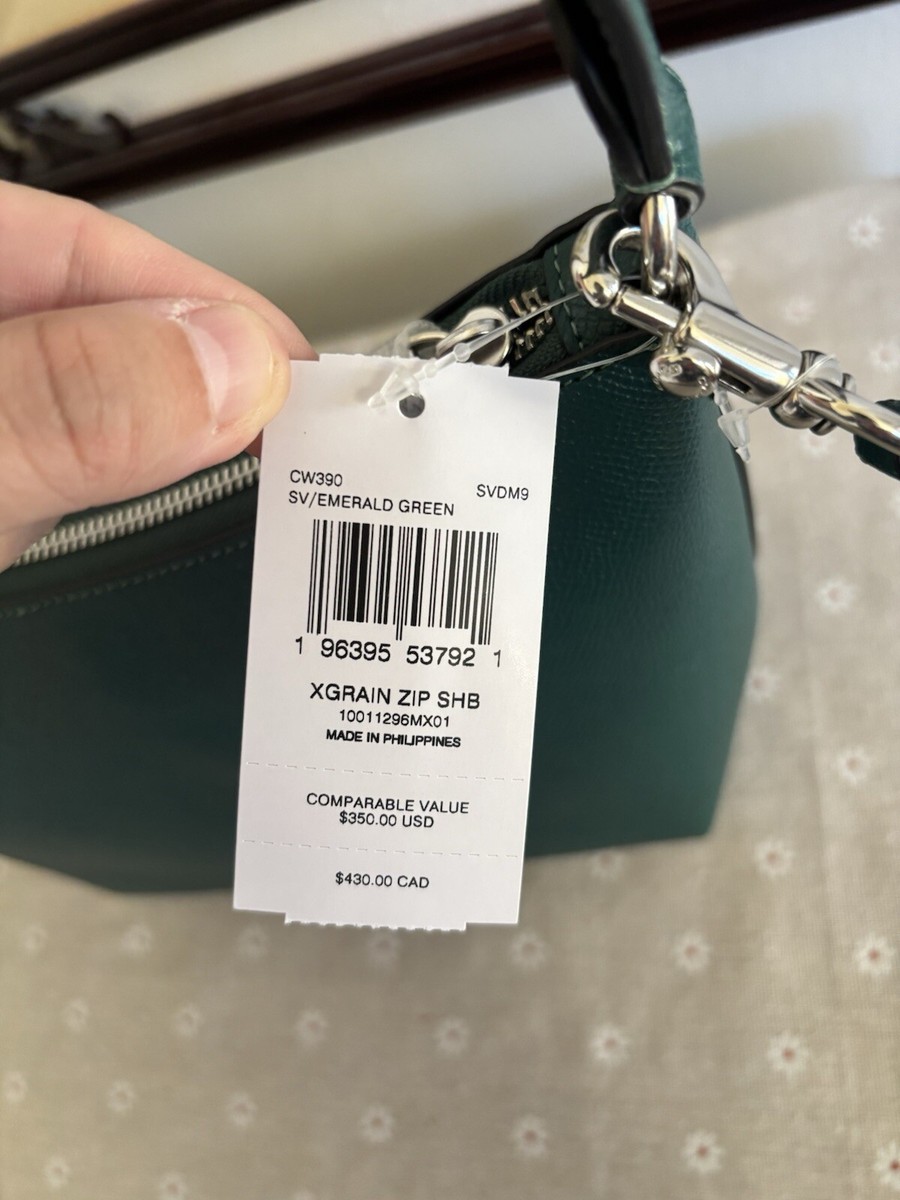 CW390
SV/EMERALD GREEN
SVDM9
1 96395 53792 1
XGRAIN ZIP SHB
10011296MX01
MADE IN PHILIPPINES
COMPARABLE VALUE
$350.00 USD
$430.00 CAD